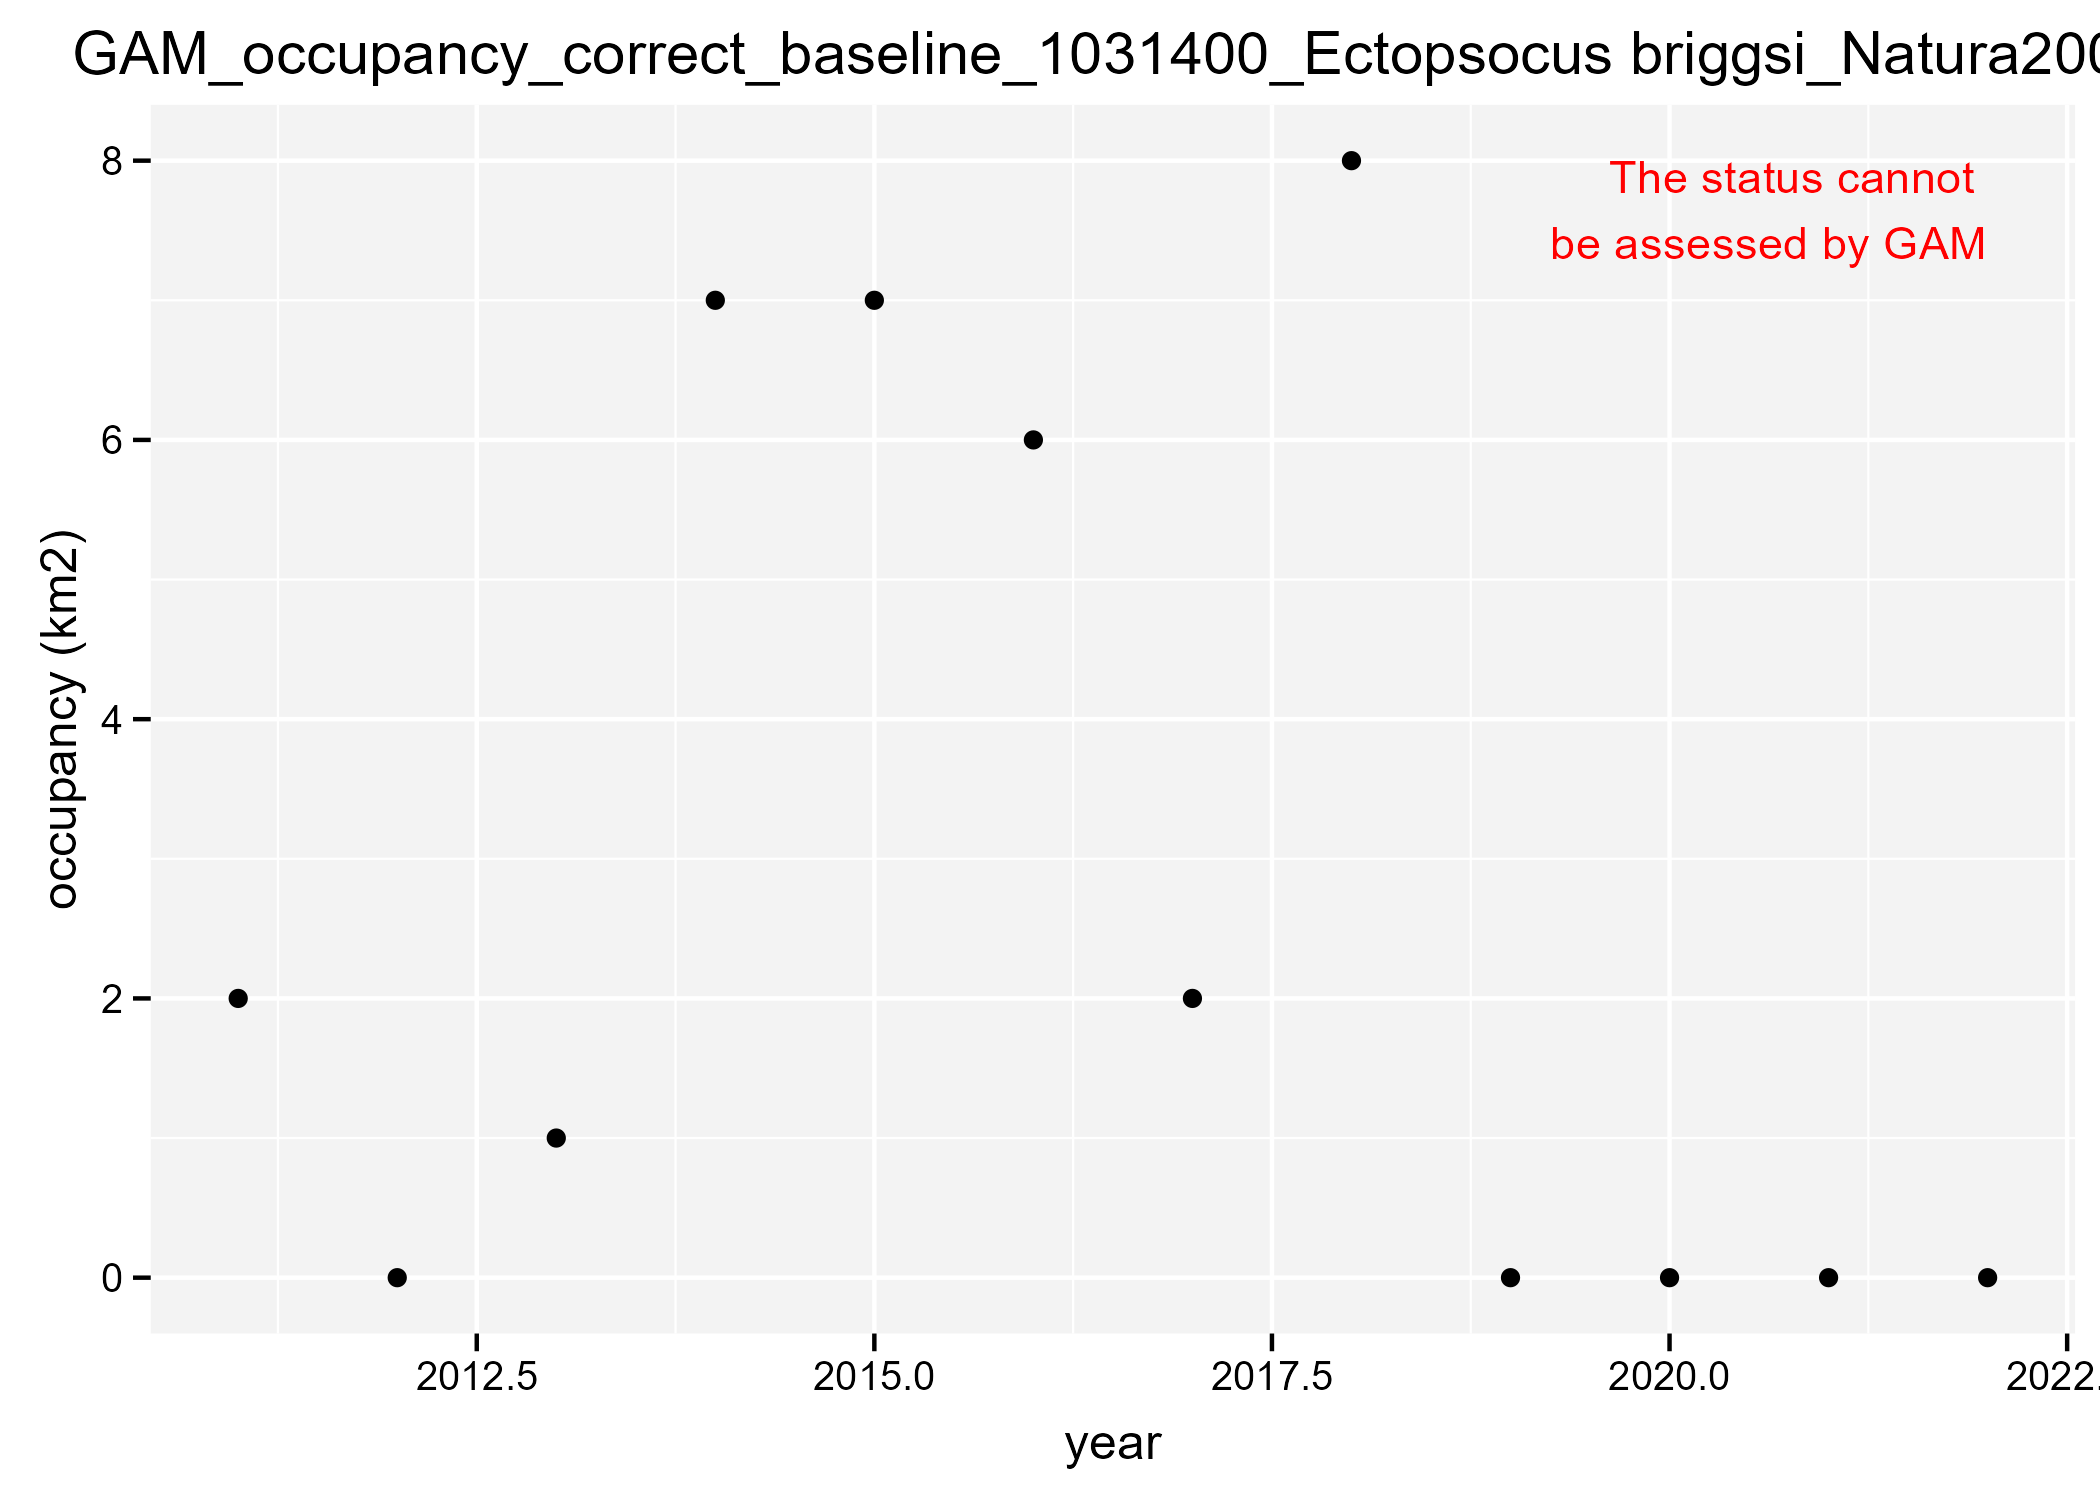 GAM_occupancy_correct_baseline_1031400_Ectopsocus briggsi_Natura200
8
6
4
2
0
The status cannot
be assessed by GAM
occupancy (km2)
2012.5
2015.0
2017.5
2020.0
2022.
year